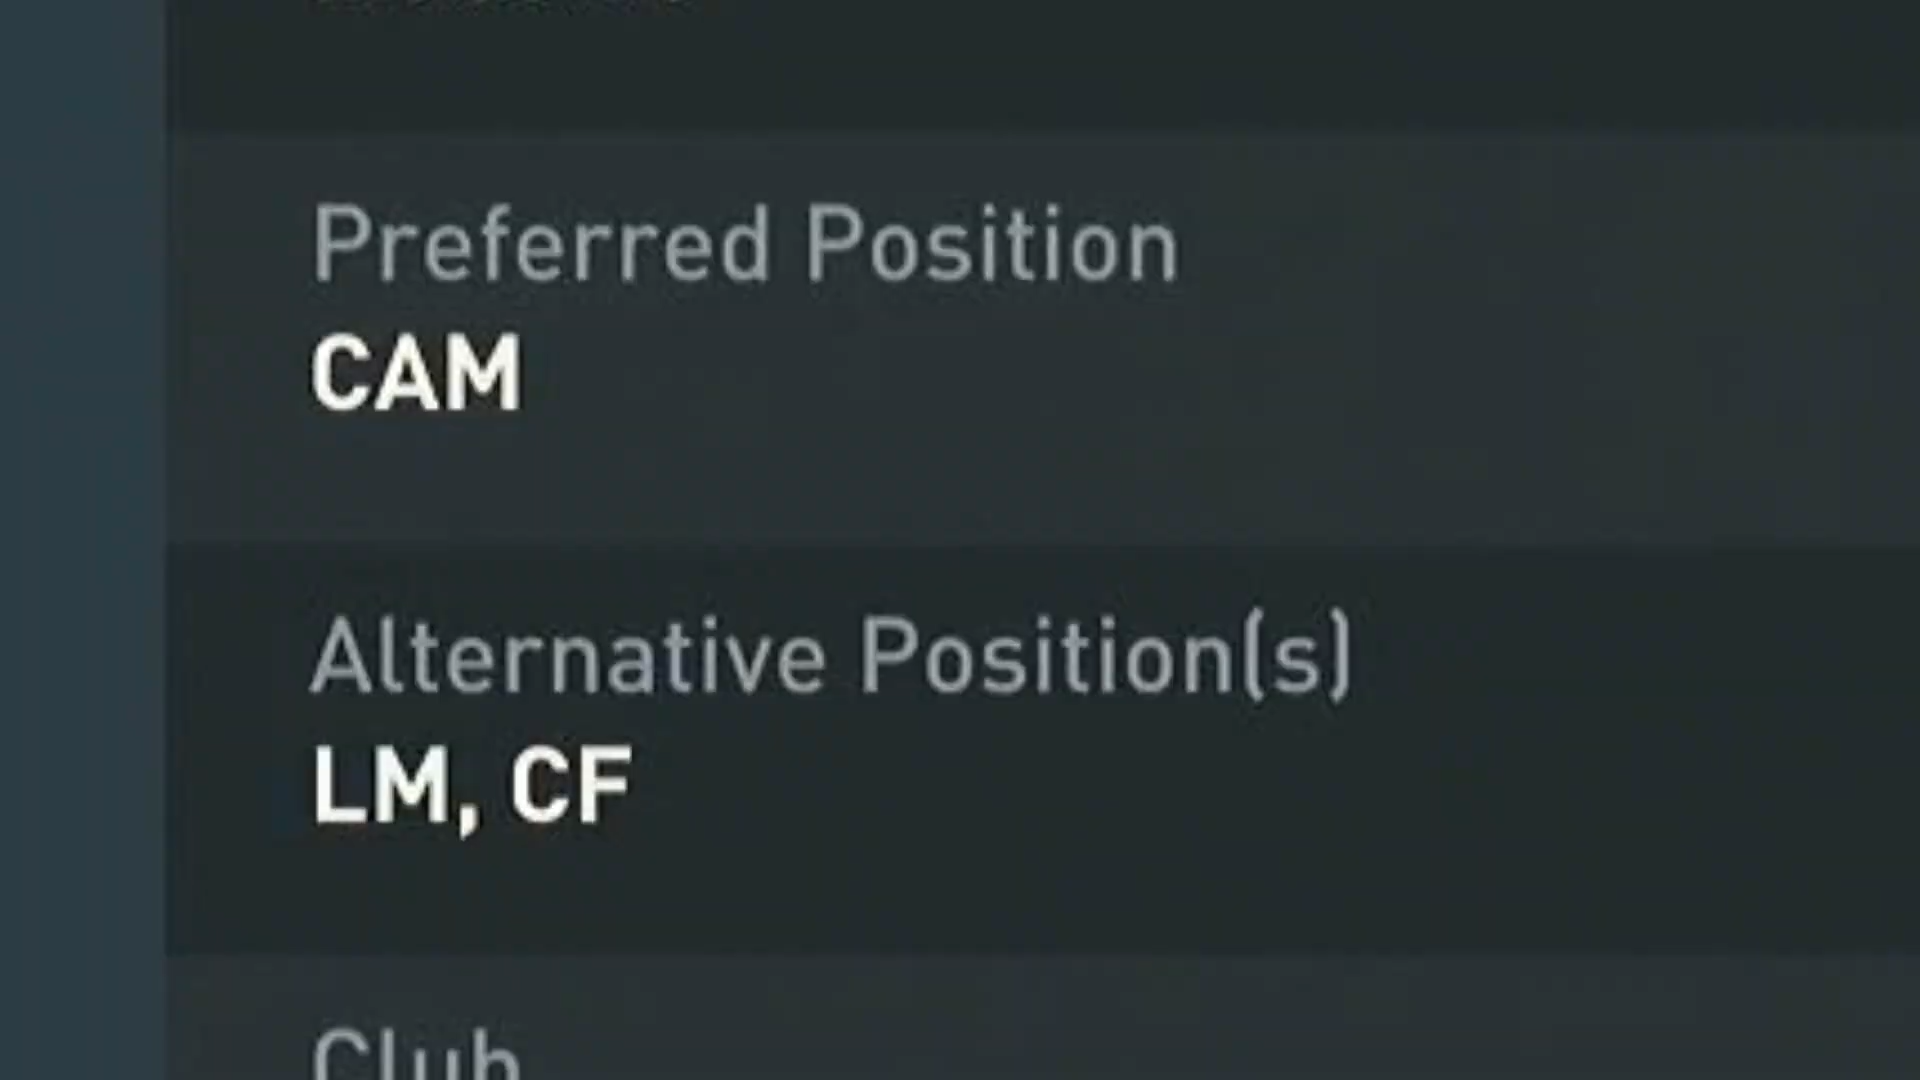 Preferred Position
CAM
Alternative Position(s)
LM, CF
Club